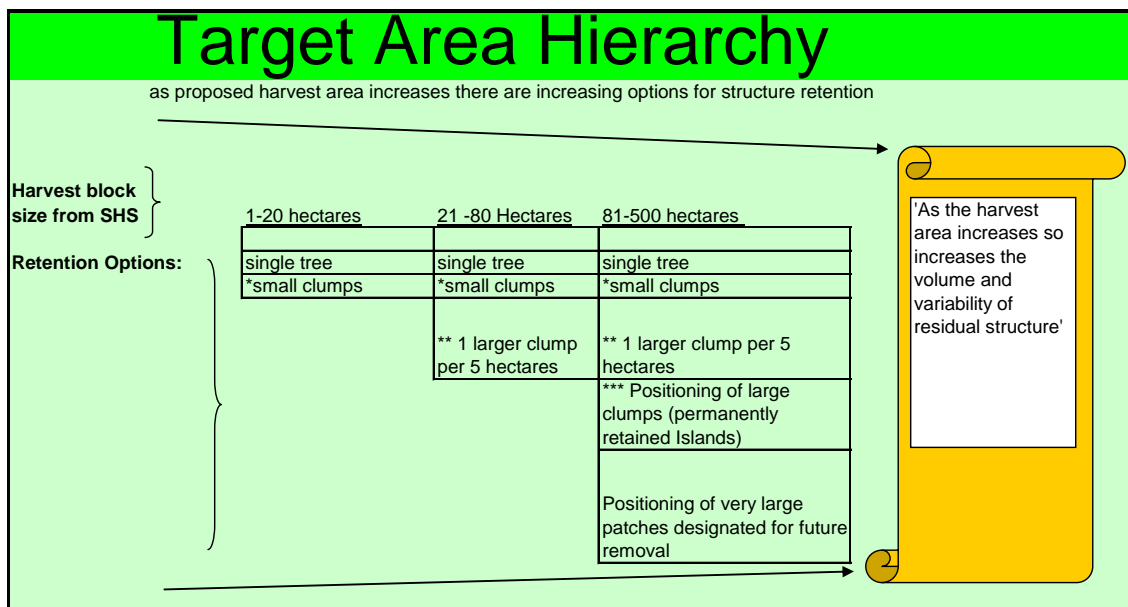 Target Area Hierarchy
as proposed harvest area increases there are increasing options for structure retention
Harvest block
size from SHS
1-20 hectares 21 -80 Hectares 81-500 hectares
Retention Options:
single tree single tree single tree
*small clumps *small clumps *small clumps
** 1 larger clump
per 5 hectares
** 1 larger clump per 5
hectares
*** Positioning of large
clumps (permanently
retained Islands)
Positioning of very large
patches designated for future
removal
'As the harvest
area increases so
increases the
volume and
variability of
residual structure'